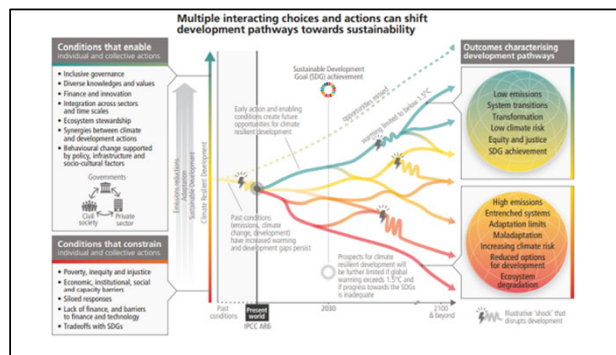 Multiple interacting choices and actions can shift
development pathways towards sustainability
Conditions that enable
individual and collective actions
• Inclusive governance
• Diverse knowledges and values
• Finance and innovation
• Integration across sectors
and time scales
• Ecosystem stewardship
• Synergies between climate
and development actions
• Behavioural change supported
by policy, infrastructure and
socio-cultural factors
Governments
Civil
society
Private
sector
Conditions that constrain
individual and collective actions
• Poverty, inequity and injustice
• Economic, institutional, social
and capacity barriers
• Siloed responses
• Lack of finance, and barriers
to finance and technology
• Tradeoffs with SDGs
Emissions reductions
Adaptation
Sustainable Development
Climate Resilient Development
Sustainable Development
Goal (SDG) achievement
Early action and enabling
conditions create future
opportunities for climate
resilient development
opportunities missed
warming limited to below 1.5°C
Past conditions
(emissions, climate
change, development)
have increased warming
and development gaps persist
Prospects for climate
resilient development will
be further limited if global
warming exceeds 1.5°C and
if progress towards the SDGs
is inadequate
Past
conditions
Present
world
IPCC AR6
2030
2100
& beyond
Outcomes characterising
development pathways
Low emissions
System transitions
Transformation
Low climate risk
Equity and justice
SDG achievement
High emissions
Entrenched systems
Adaptation limits
Maladaptation
Increasing climate risk
Reduced options
for development
Ecosystem
degradation
Illustrative 'shock' that
disrupts development